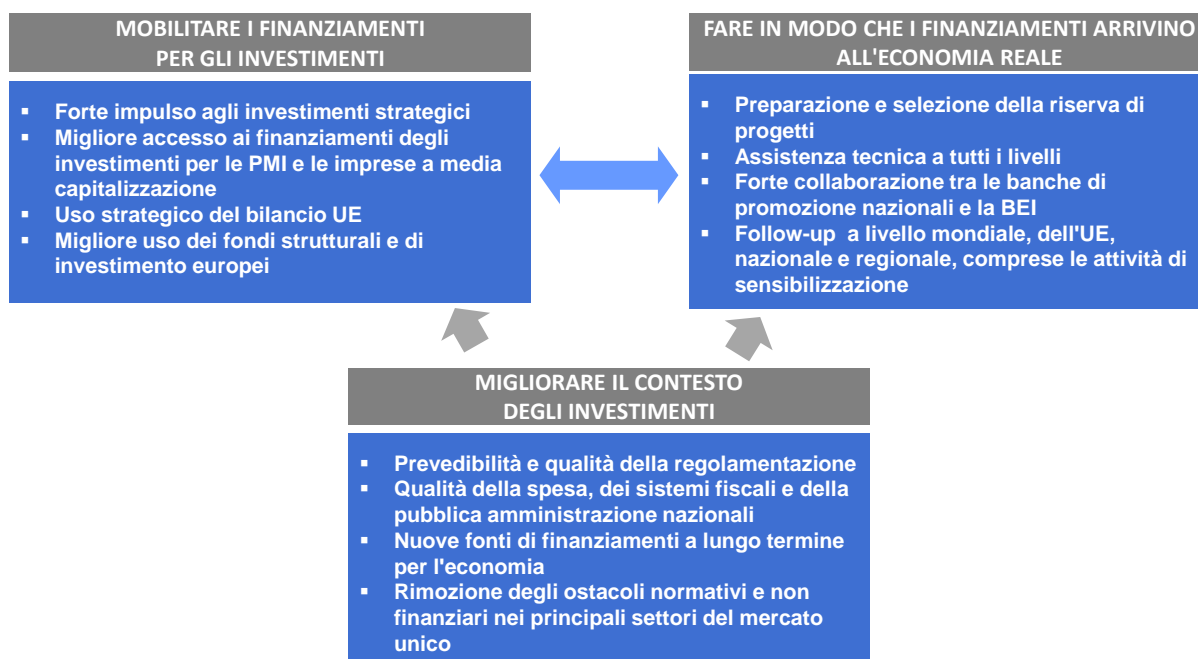 MOBILITARE I FINANZIAMENTI
PER GLI INVESTIMENTI
▪ Forte impulso agli investimenti strategici
▪ Migliore accesso ai finanziamenti degli
investimenti per le PMI e le imprese a media
capitalizzazione
▪ Uso strategico del bilancio UE
▪ Migliore uso dei fondi strutturali e di
investimento europei
FARE IN MODO CHE I FINANZIAMENTI ARRIVINO
ALL'ECONOMIA REALE
▪ Preparazione e selezione della riserva di
progetti
▪ Assistenza tecnica a tutti i livelli
▪ Forte collaborazione tra le banche di
promozione nazionali e la BEI
▪ Follow-up a livello mondiale, dell'UE,
nazionale e regionale, comprese le attività di
sensibilizzazione
MIGLIORARE IL CONTESTO
DEGLI INVESTIMENTI
▪ Prevedibilità e qualità della regolamentazione
▪ Qualità della spesa, dei sistemi fiscali e della
pubblica amministrazione nazionali
▪ Nuove fonti di finanziamenti a lungo termine
per l'economia
▪ Rimozione degli ostacoli normativi e non
finanziari nei principali settori del mercato
unico